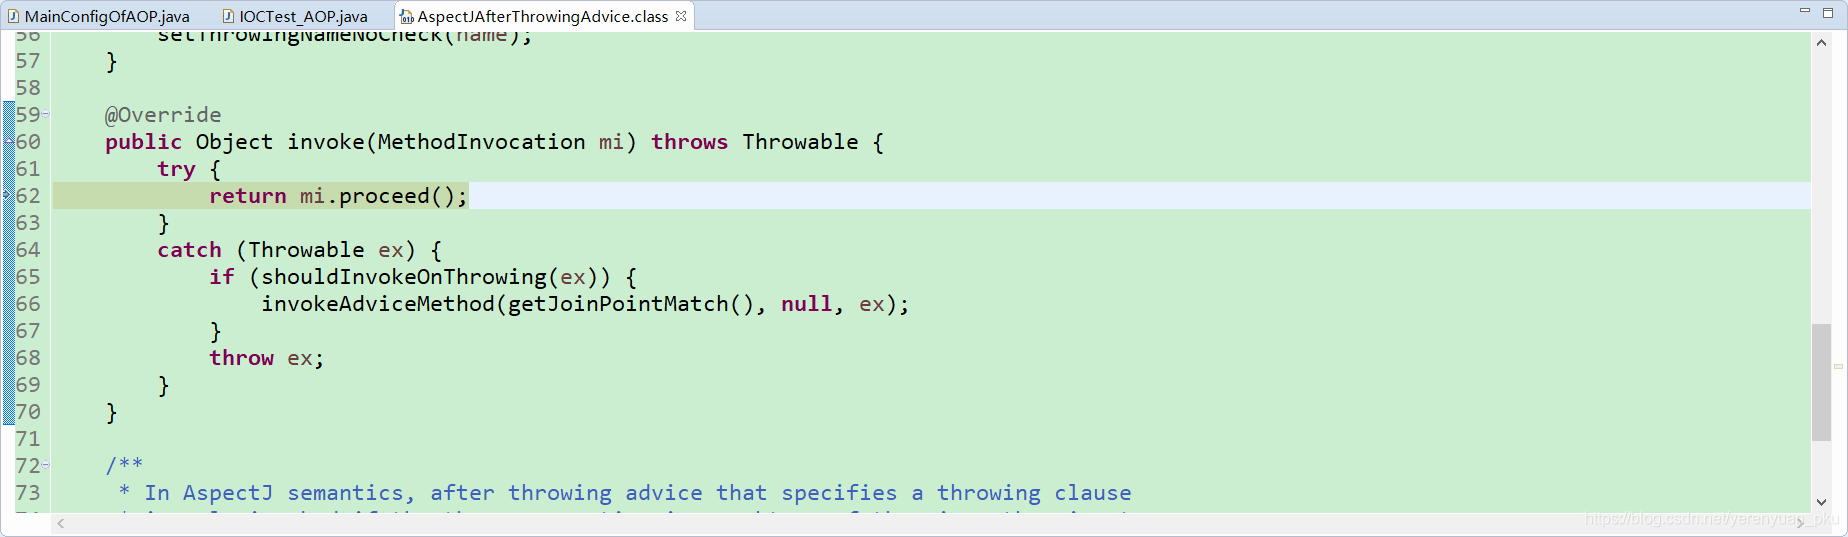 MainConfigOfAOP.java IOCTest_AOP.java AspectJAfterThrowingAdvice.class
56 setThrowingNameNoCheck(name);
57 }
58
59 @Override
60 public Object invoke(MethodInvocation mi) throws Throwable {
61 try {
62 return mi.proceed();
63 }
64 catch (Throwable ex) {
65 if (shouldInvokeOnThrowing(ex)) {
66 invokeAdviceMethod(getJoinPointMatch(), null, ex);
67 }
68 throw ex;
69 }
70 }
71
72 /**
73 * In AspectJ semantics, after throwing advice that specifies a throwing clause
https://blog.csdn.net/yerenyuan_pku